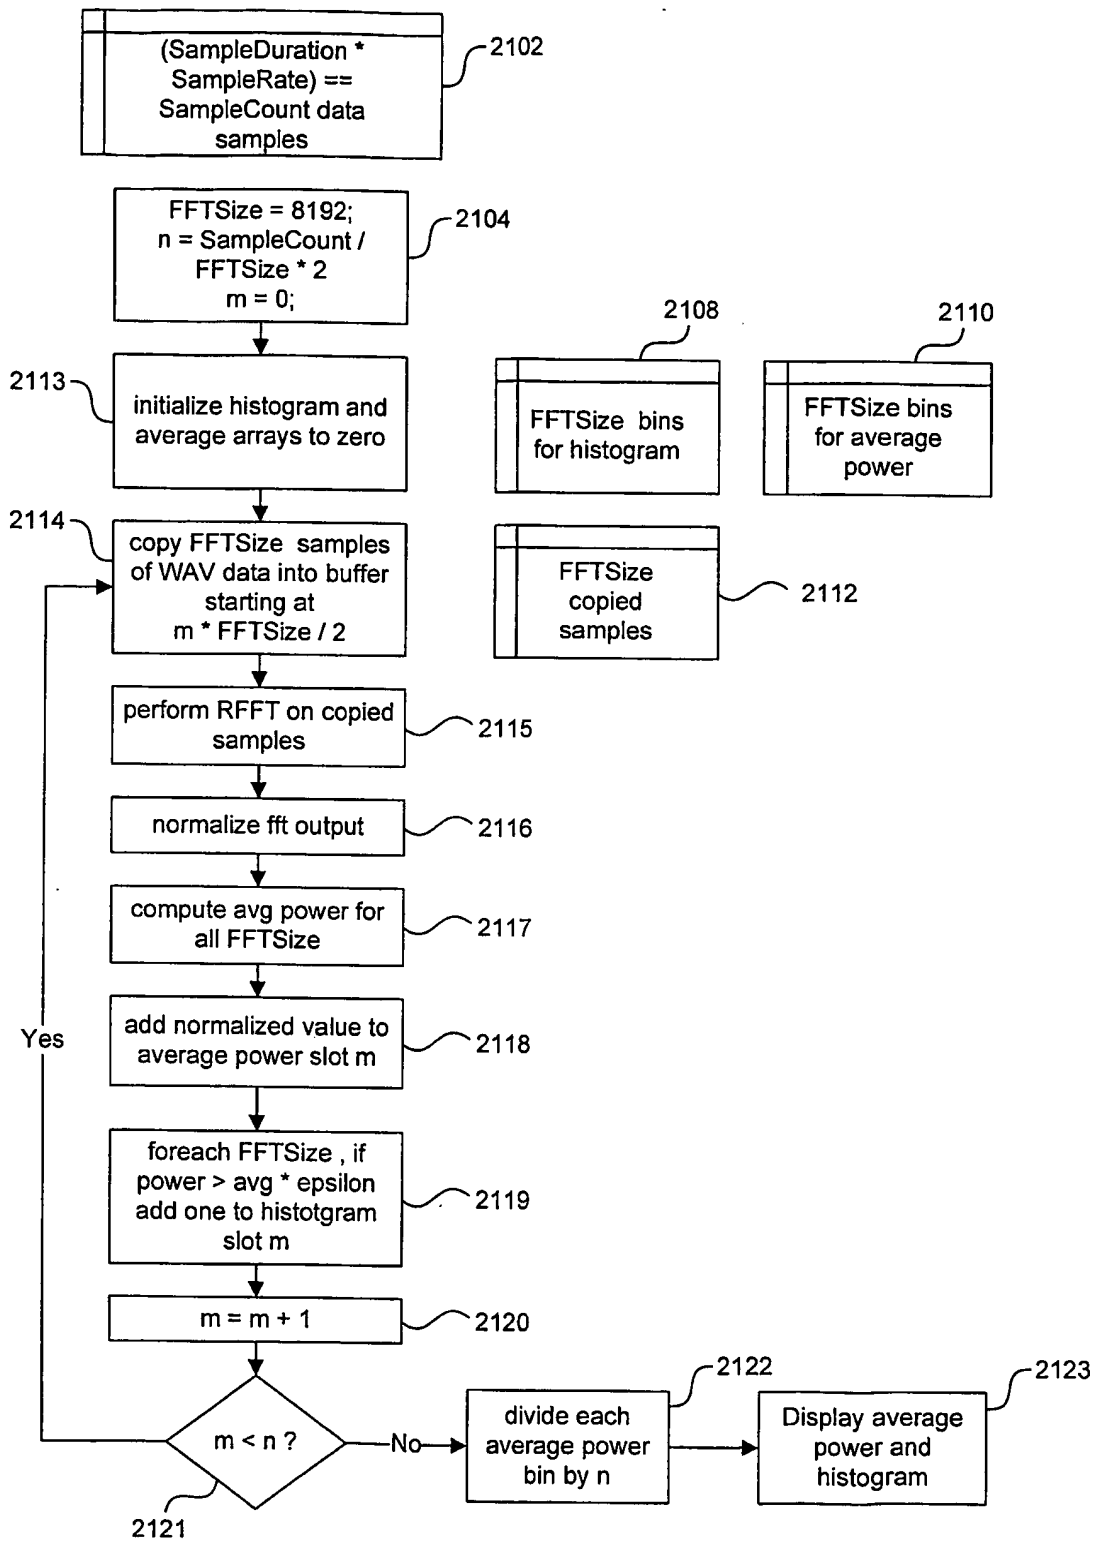 (SampleDuration *
SampleRate) ==
SampleCount data
samples
2102
FFTSize = 8192;
n = SampleCount /
FFTSize * 2
m = 0;
2104
2113
initialize histogram and
average arrays to zero
2108
FFTSize bins
for histogram
2110
FFTSize bins
for average
power
2114
copy FFTSize samples
of WAV data into buffer
starting at
m * FFTSize / 2
FFTSize
copied
samples
2112
perform RFFT on copied
samples
2115
normalize fft output
2116
compute avg power for
all FFTSize
2117
Yes
add normalized value to
average power slot m
2118
foreach FFTSize , if
power > avg * epsilon
add one to histotgram
slot m
2119
m = m + 1
2120
m < n ?
2121
No
divide each
average power
bin by n
2122
Display average
power and
histogram
2123